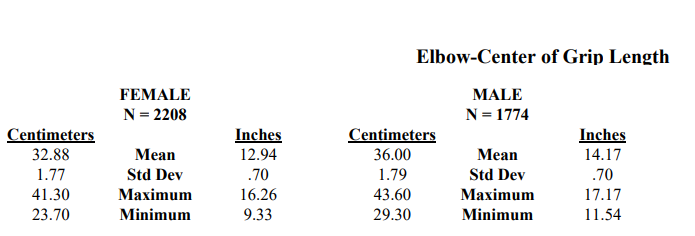 Elbow-Center of Grip Length
FEMALE MALE
N = 2208 N = 1774
Centimeters Inches Centimeters Inches
32.88 Mean 12.94 36.00 Mean 14.17
1.77 Std Dev .70 1.79 Std Dev .70
41.30 Maximum 16.26 43.60 Maximum 17.17
23.70 Minimum 9.33 29.30 Minimum 11.54